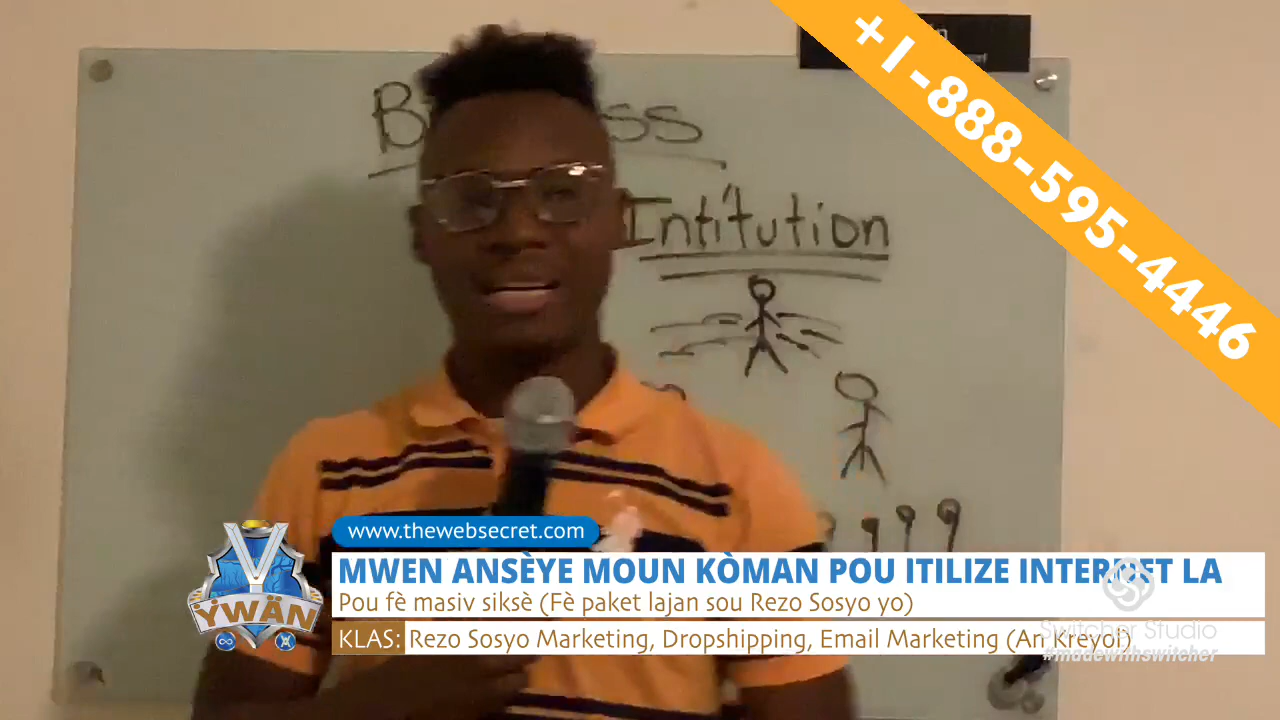 +1-888-595-4446
Intitution
www.thewebsecret.com
MWEN ANSÈYE MOUN KÒMAN POU ITILIZE INTERNET LA
Pou fè masiv siksè (Fè paket lajan sou Rezo Sosyo yo)
KLAS: Rezo Sosyo Marketing, Dropshipping, Email Marketing (An Kreyol)
ÝWÄN
Switcher Studio
#madewithswitcher